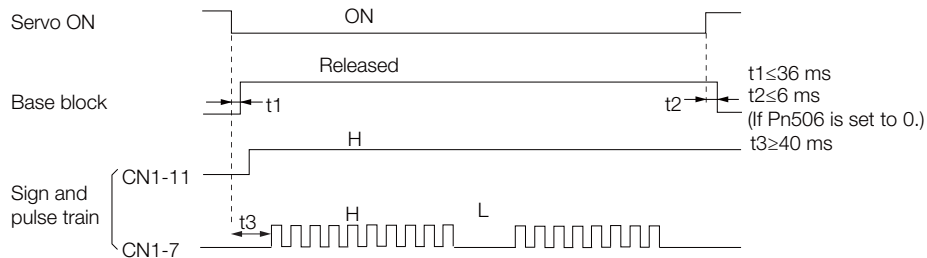 Servo ON
ON
Released
Base block
t1
t2
t1≤36 ms
t2≤6 ms
(If Pn506 is set to 0.)
t3≥40 ms
H
CN1-11
Sign and
pulse train
t3
H
L
CN1-7